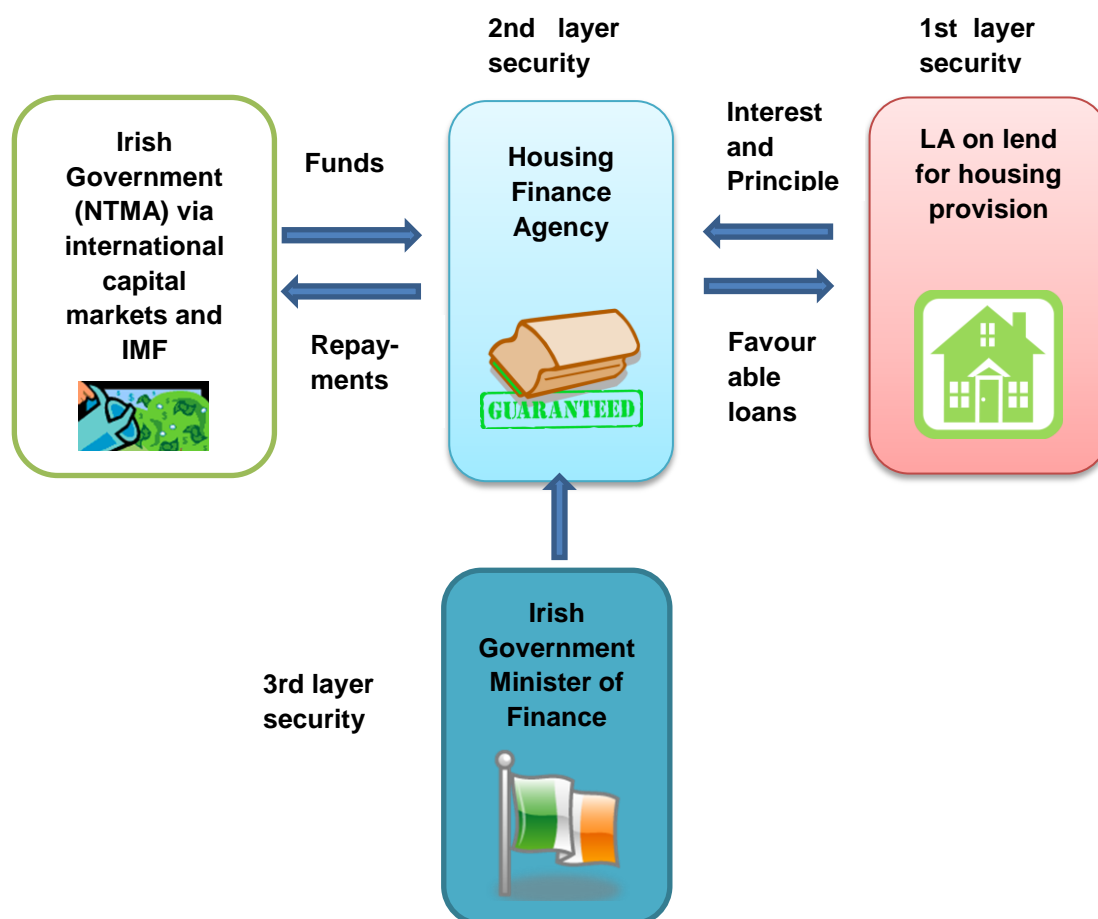 2nd layer
security
1st layer
security
Irish
Government
(NTMA) via
international
capital
markets and
IMF
Funds
Repay-
ments
Housing
Finance
Agency
GUARANTEED
Interest
and
Principle
Favour
able
loans
LA on lend
for housing
provision
3rd layer
security
Irish
Government
Minister of
Finance